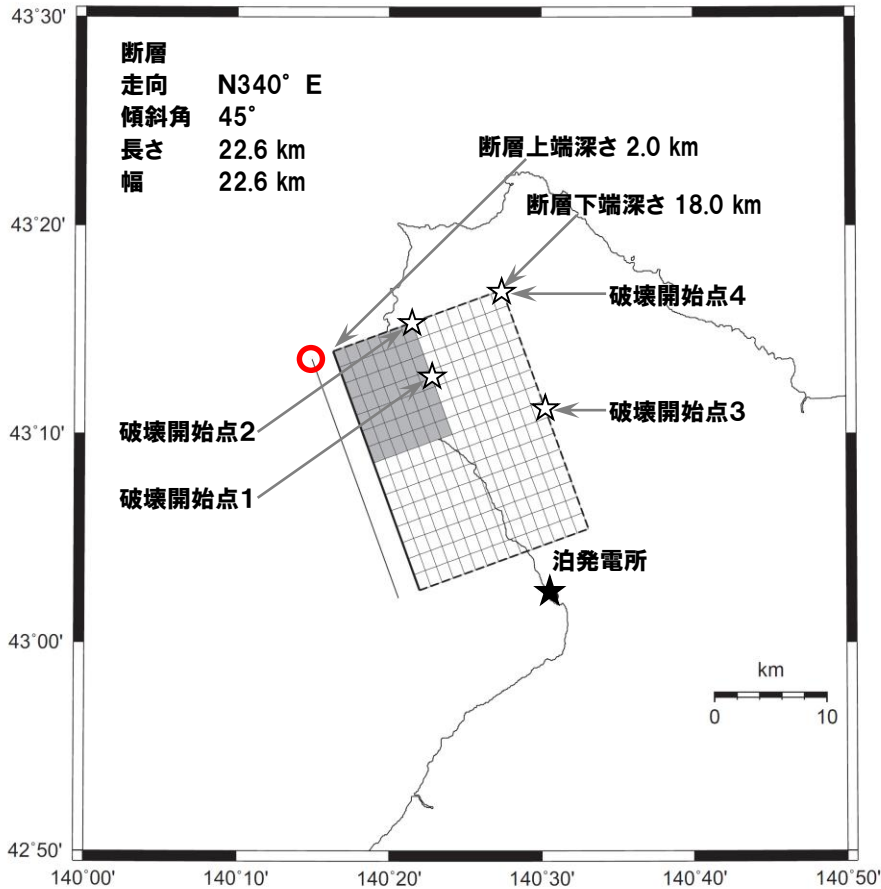 43°30'
断層
走向 N340° E
傾斜角 45°
長さ 22.6 km
幅 22.6 km
断層上端深さ 2.0 km
断層下端深さ 18.0 km
43°20'
破壊開始点4
破壊開始点3
破壊開始点2
43°10'
破壊開始点1
泊発電所
43°00'
km
0 10
42°50'
140°00' 140°10' 140°20' 140°30' 140°40' 140°50'